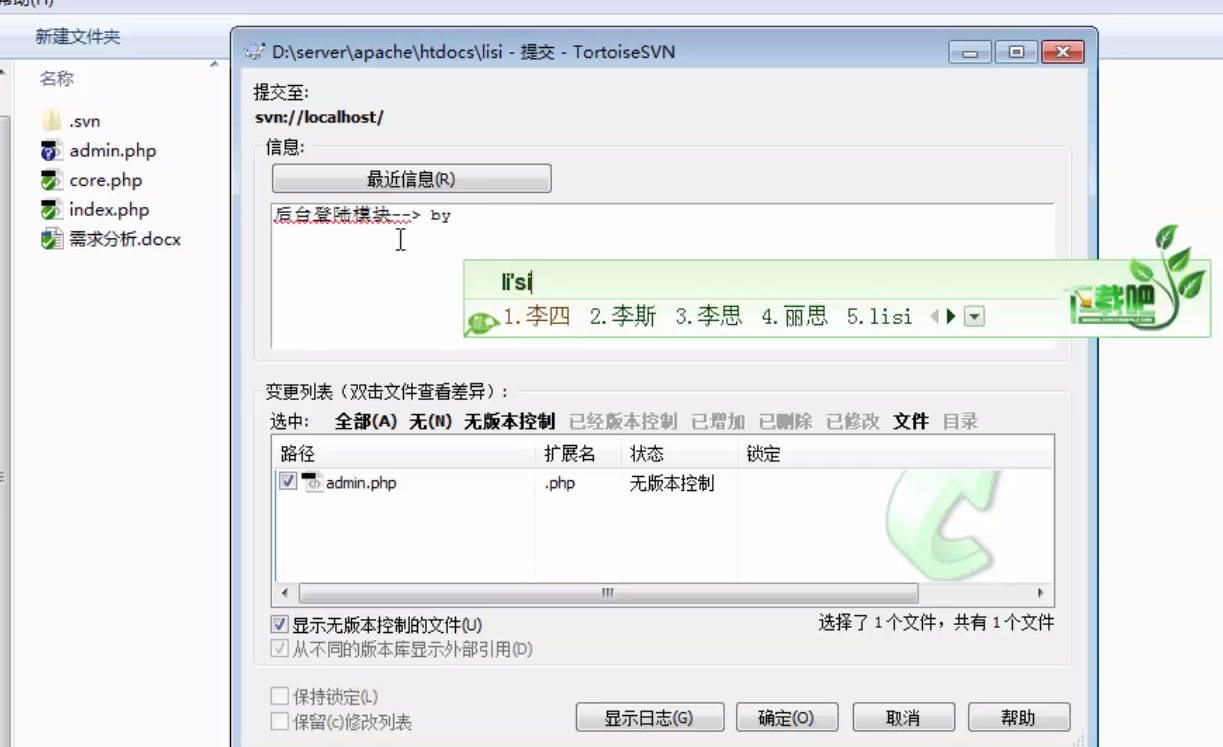 帮助(H)
新建文件夹
名称
.svn
admin.php
core.php
index.php
需求分析.docx
D:\server\apache\htdocs\lisi - 提交 - TortoiseSVN
提交至:
svn://localhost/
信息:
最近信息(R)
后台登陆模块--> by
li'si
1.李四 2.李斯 3.李思 4.丽思 5.lisi
下载吧
变更列表（双击文件查看差异）:
选中: 全部(A) 无(N) 无版本控制 已经版本控制 已增加 已删除 已修改 文件 目录
路径 扩展名 状态 锁定
admin.php .php 无版本控制
显示无版本控制的文件(U)
选择了 1 个文件，共有 1 个文件
从不同的版本库显示外部引用(D)
保持锁定(L)
保留(c)修改列表
显示日志(G) 确定(O) 取消 帮助